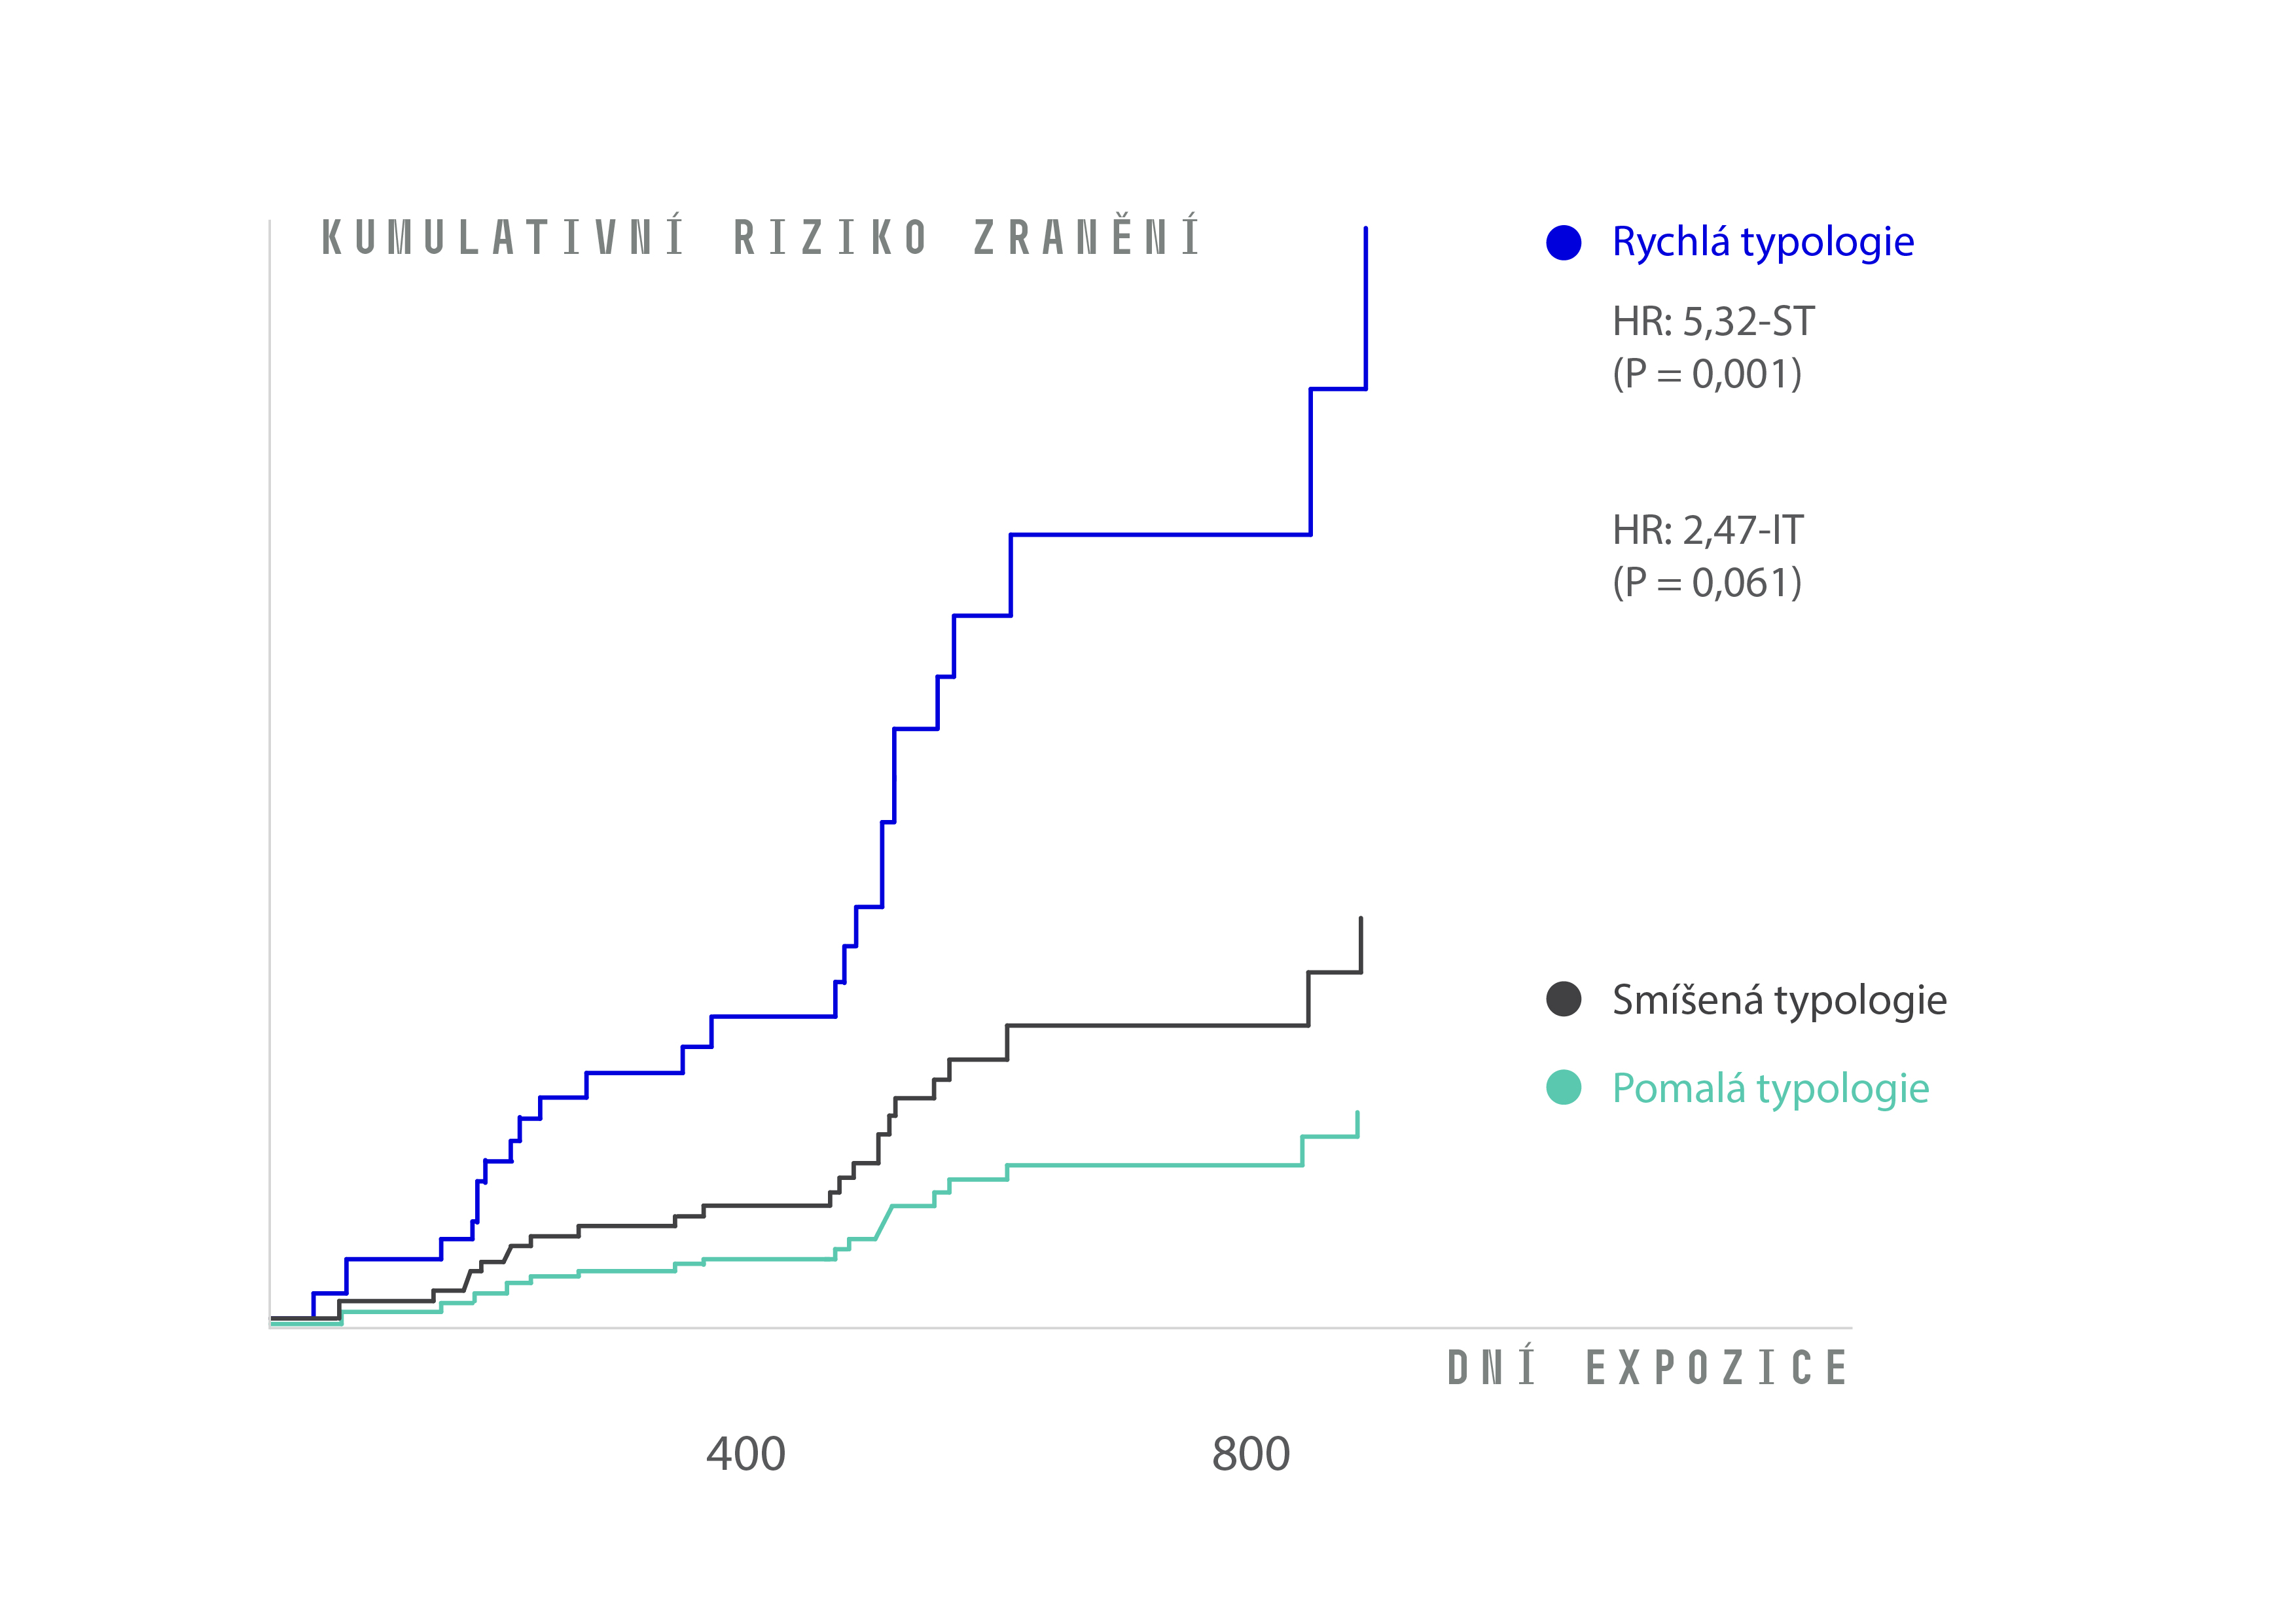 KUMULATIVNÍ RIZIKO ZRANĚNÍ
Rychlá typologie
HR: 5,32-ST
(P = 0,001)
HR: 2,47-IT
(P = 0,061)
Smíšená typologie
Pomalá typologie
DNÍ EXPOZICE
400 800